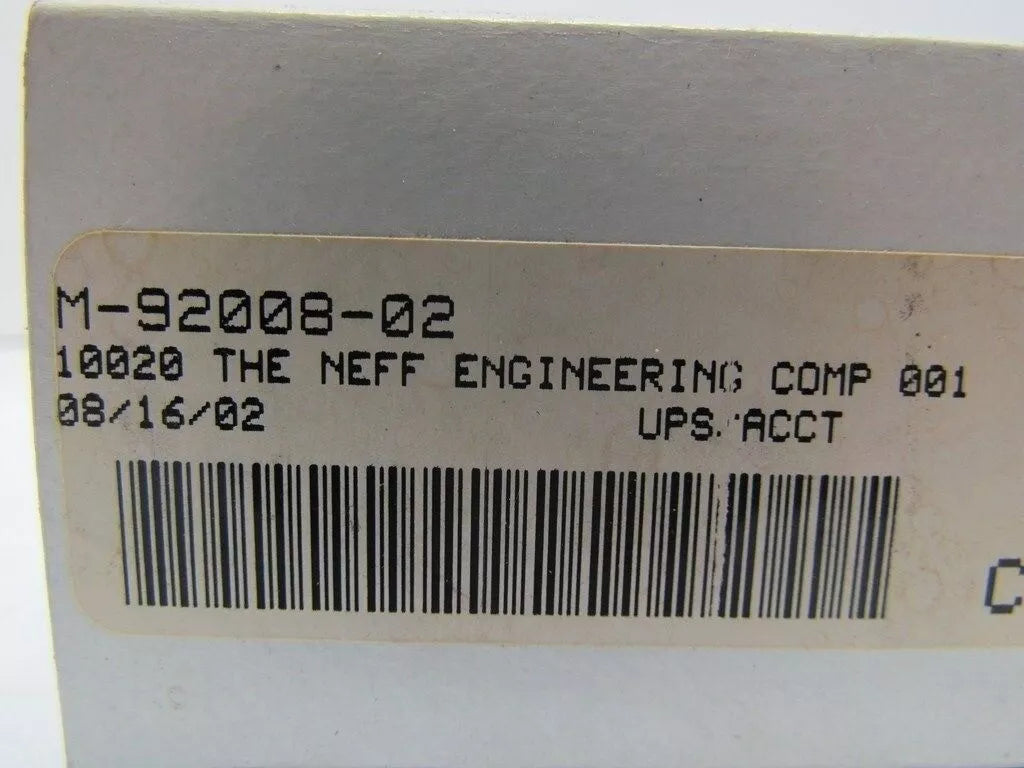 M-92008-02
10020 THE NEFF ENGINEERING COMP 001
08/16/02 UPS ACCT